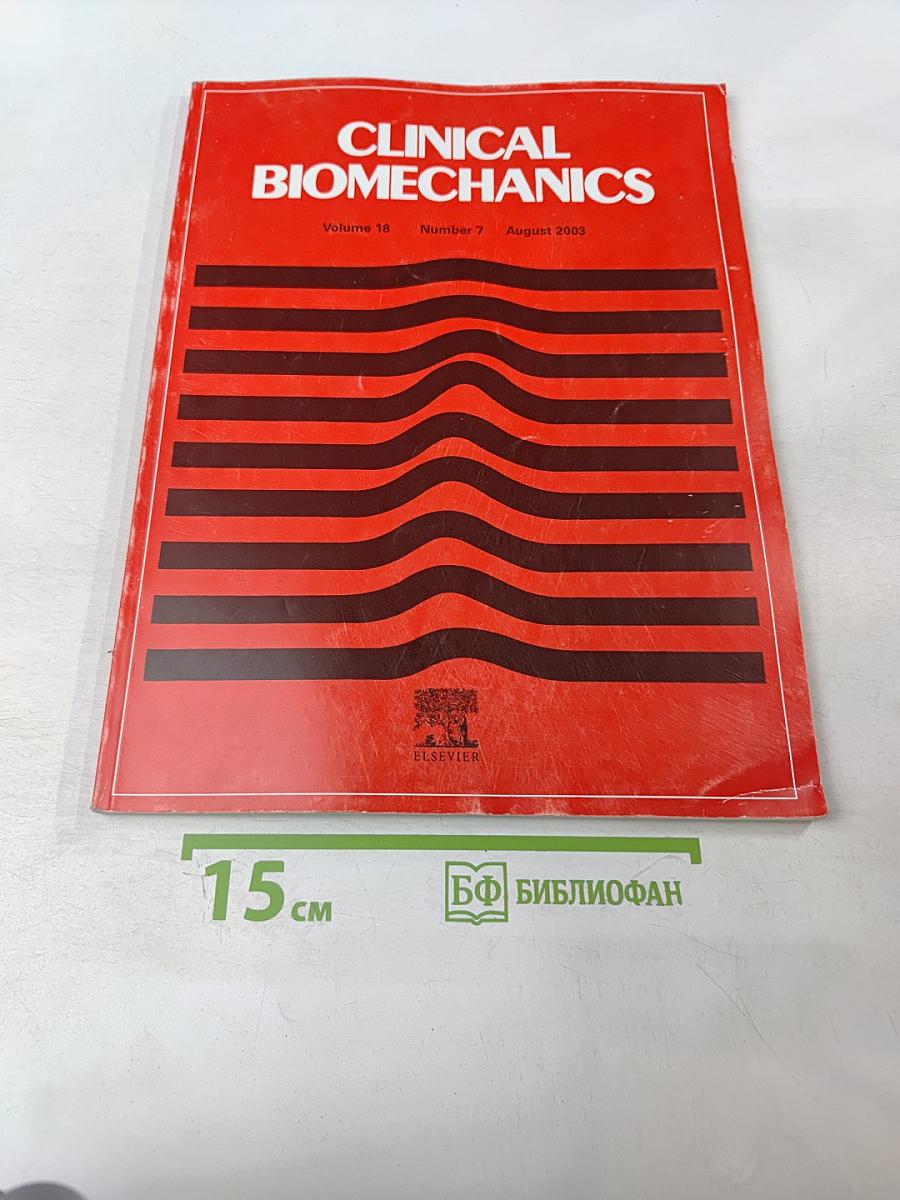 CLINICAL
BIOMECHANICS
Volume 18 Number 7 August 2003
ELSEVIER
15 см
БФ БИБЛИОФАН